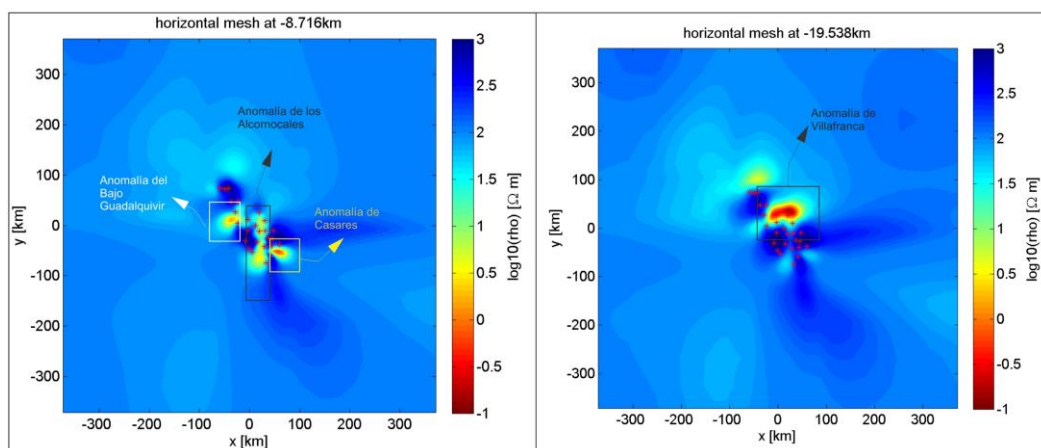 horizontal mesh at -8.716km
300
200
100
0
-100
-200
-300
y [km]
-300 -200 -100 0 100 200 300
x [km]
Anomalía de los
Alcornocales
Anomalía del
Bajo
Guadalquivir
Anomalía de
Casares
3
2.5
2
1.5
1
0.5
0
-0.5
-1
log10(rho) [Ω m]
horizontal mesh at -19.538km
300
200
100
0
-100
-200
-300
y [km]
-300 -200 -100 0 100 200 300
x [km]
Anomalía de
Villafranca
3
2.5
2
1.5
1
0.5
0
-0.5
-1
log10(rho) [Ω m]